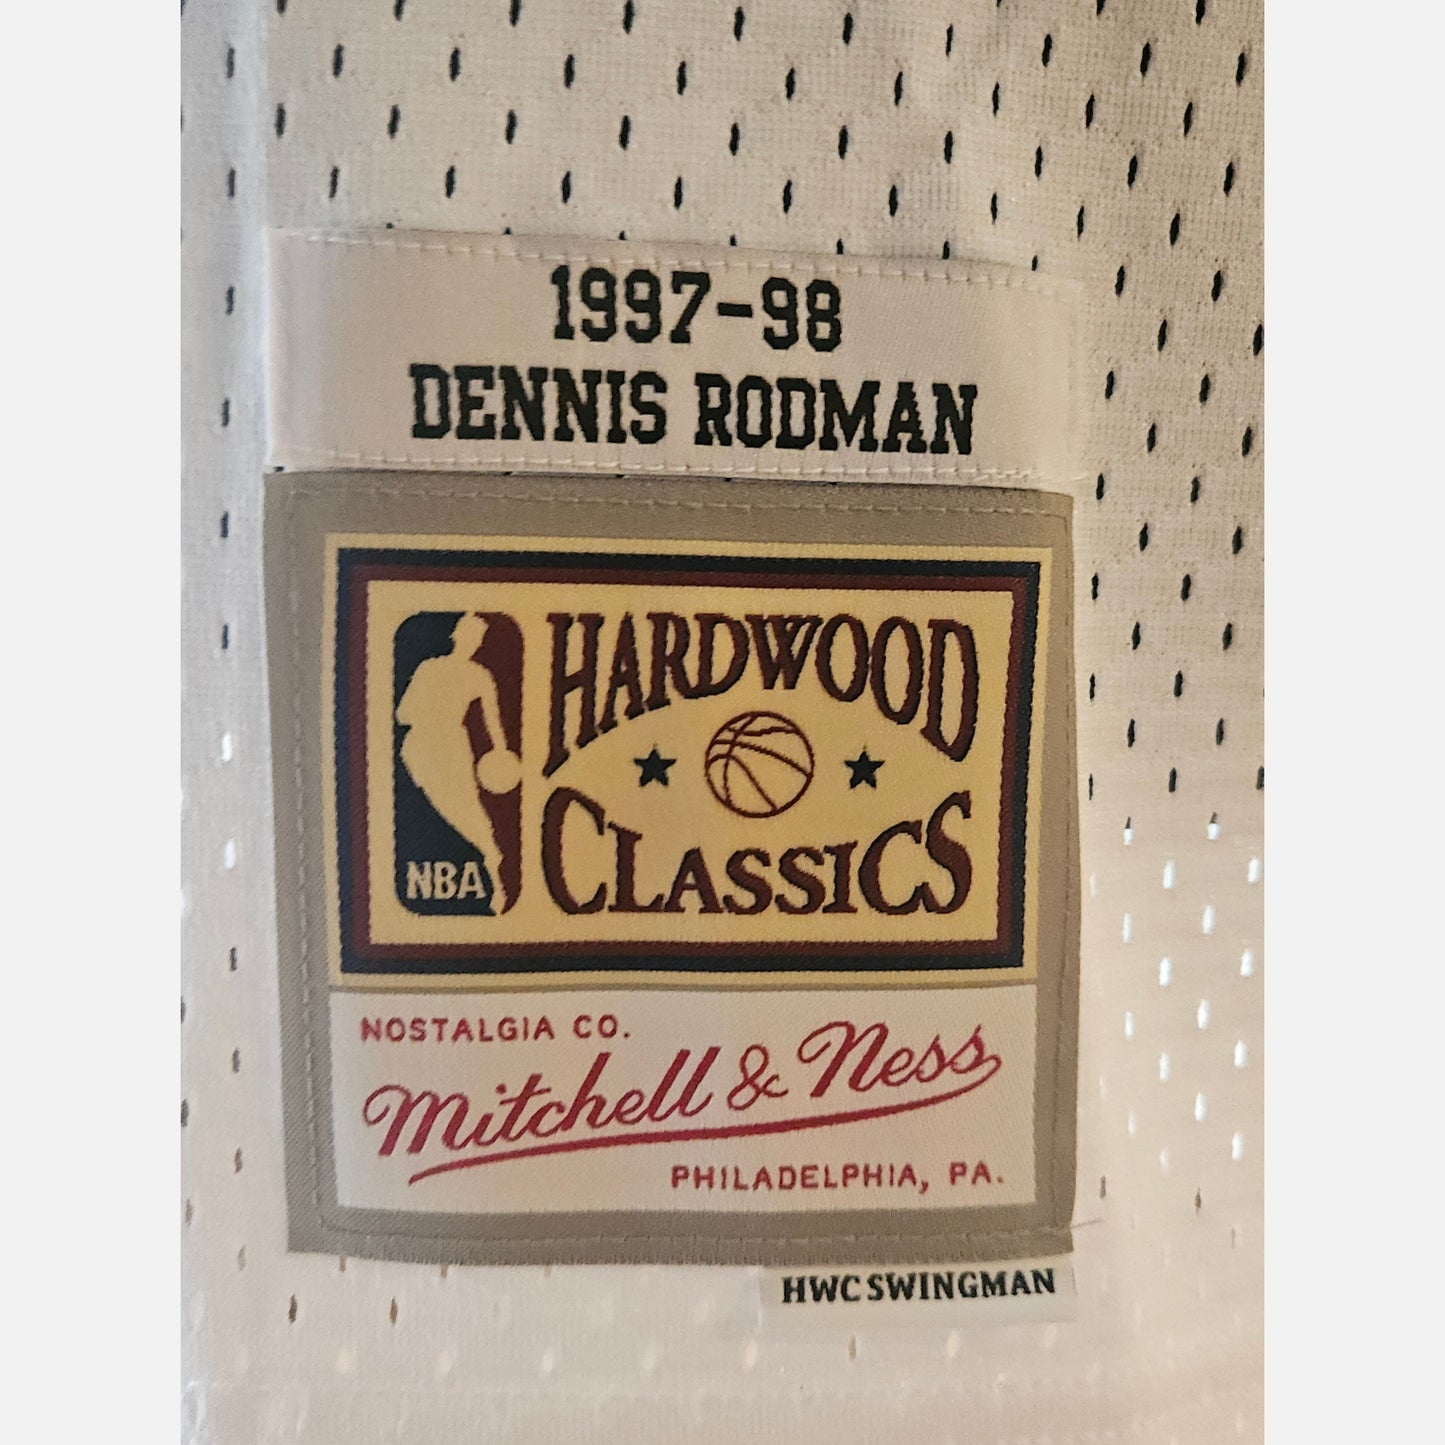 1997-98
DENNIS RODMAN
HARDWOOD
CLASSICS
NBA
NOSTALGIA CO.
Mitchell & Ness
PHILADELPHIA, PA.
HWC SWINGMAN